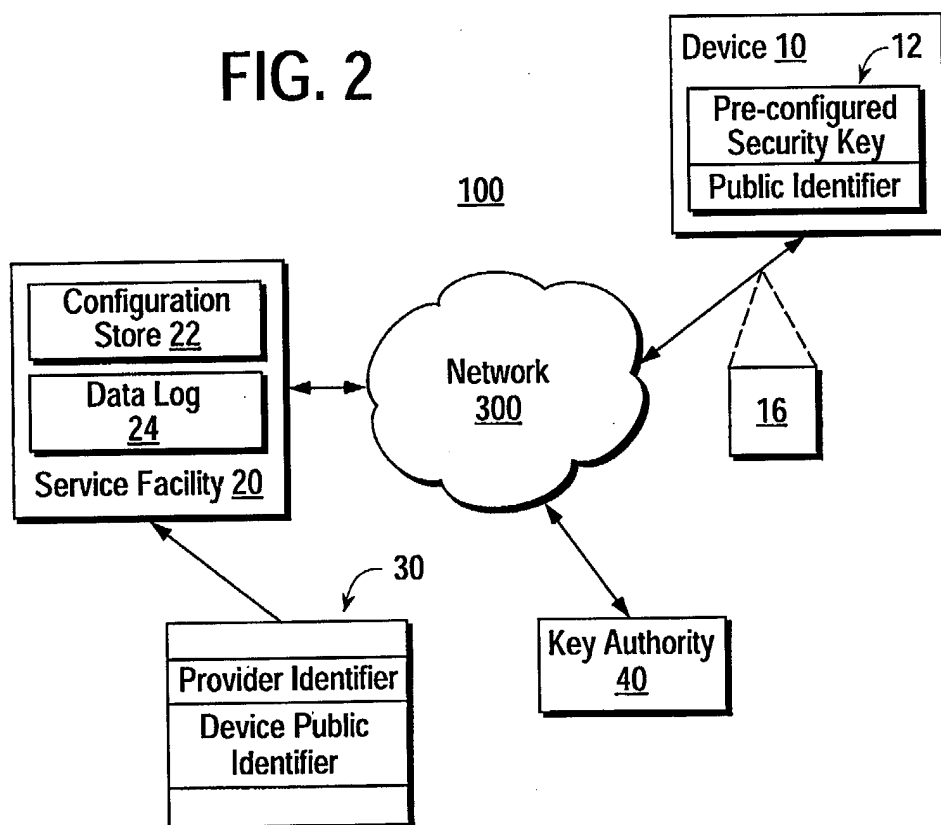 FIG. 2
Device 10
12
Pre-configured
Security Key
Public Identifier
100
Configuration
Store 22
Data Log
24
Service Facility 20
Network
300
16
30
Provider Identifier
Device Public
Identifier
Key Authority
40